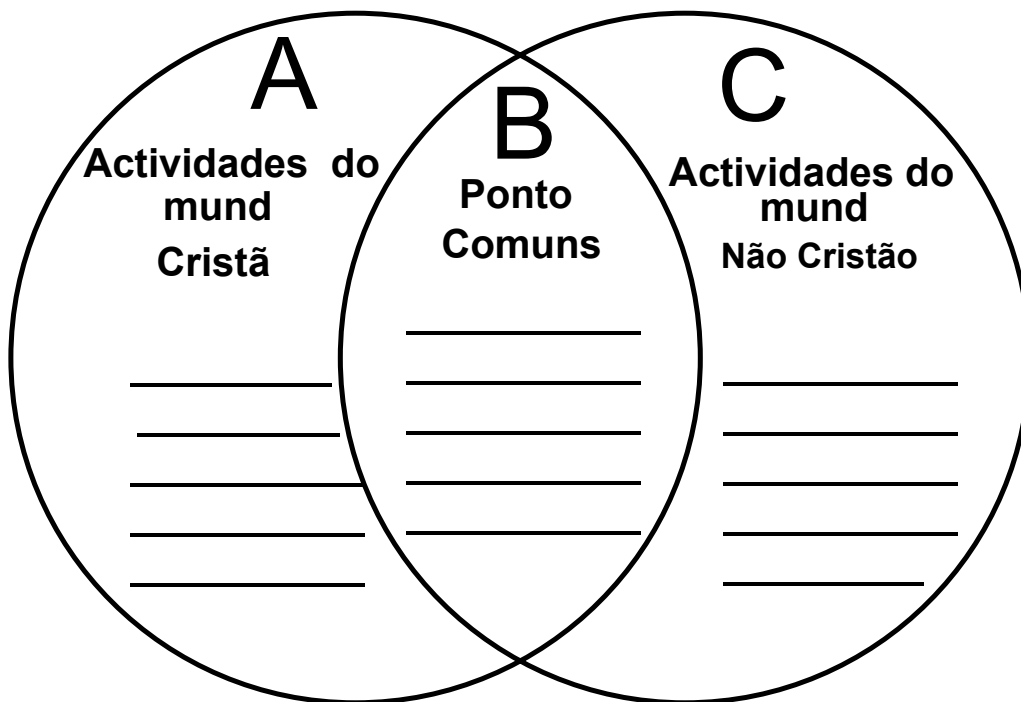 A
Actividades do
mund
Cristã
B
Ponto
Comuns
C
Actividades do
mund
Não Cristão